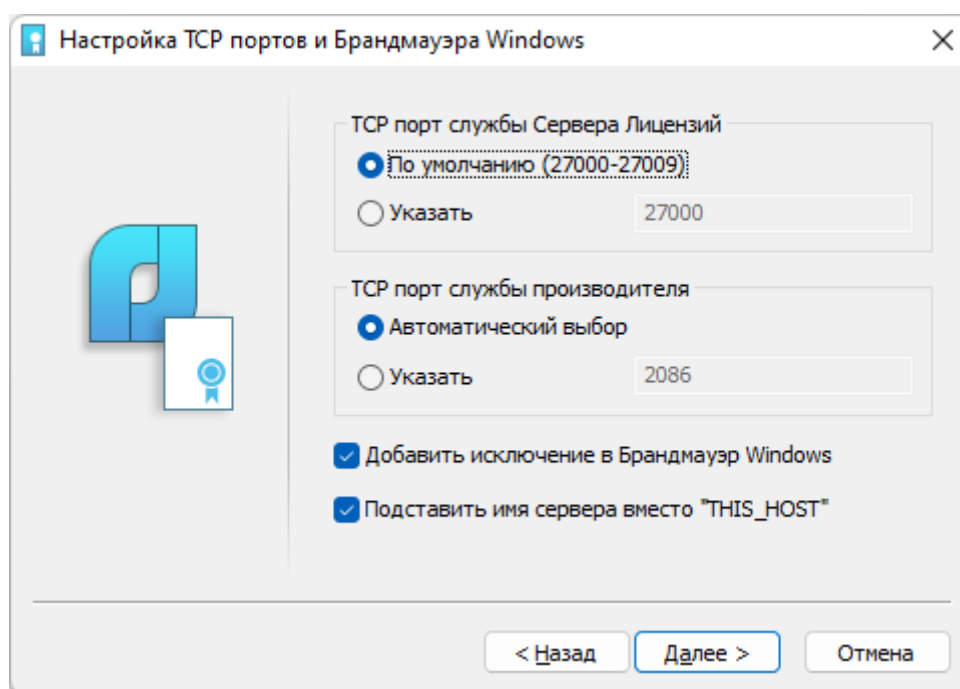 Настройка TCP портов и Брандмауэра Windows
TCP порт службы Сервера Лицензий
По умолчанию (27000-27009)
Указать 27000
TCP порт службы производителя
Автоматический выбор
Указать 2086
Добавить исключение в Брандмауэр Windows
Подставить имя сервера вместо "THIS_HOST"
< Назад Далее > Отмена